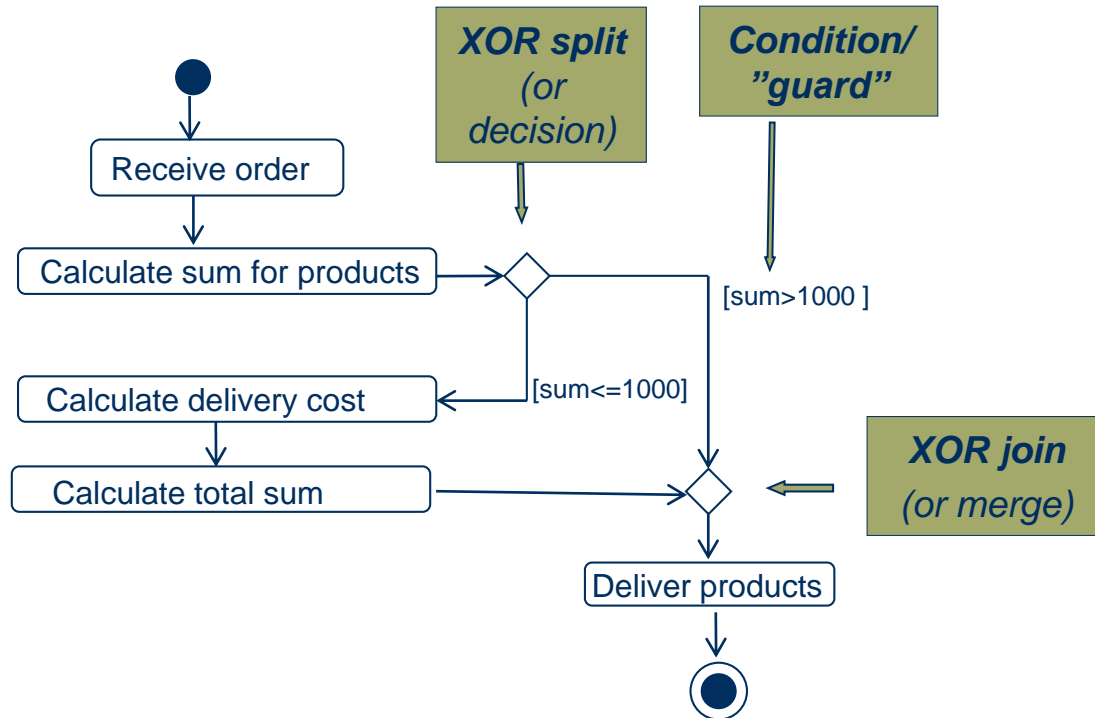 XOR split
(or
decision)
Condition/
”guard”
Receive order
Calculate sum for products
[sum>1000 ]
Calculate delivery cost
[sum<=1000]
XOR join
(or merge)
Calculate total sum
Deliver products